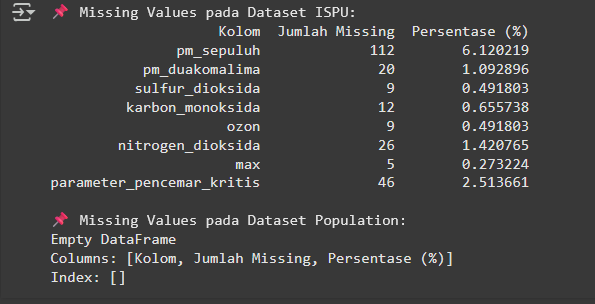 📌 Missing Values pada Dataset ISPU:
Kolom Jumlah Missing Persentase (%)
pm_sepuluh 112 6.120219
pm_duakomalima 20 1.092896
sulfur_dioksida 9 0.491803
karbon_monoksida 12 0.655738
ozon 9 0.491803
nitrogen_dioksida 26 1.420765
max 5 0.273224
parameter_pencemar_kritis 46 2.513661
📌 Missing Values pada Dataset Population:
Empty DataFrame
Columns: [Kolom, Jumlah Missing, Persentase (%)]
Index: []